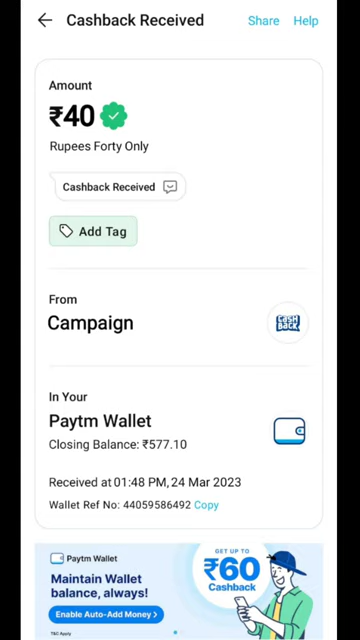 Cashback Received
Share
Help
Amount
₹40
Rupees Forty Only
Cashback Received
Add Tag
From
Campaign
CASH
BACK
In Your
Paytm Wallet
Closing Balance: ₹577.10
Received at 01:48 PM, 24 Mar 2023
Wallet Ref No: 44059586492 Copy
Paytm Wallet
Maintain Wallet
balance, always!
Enable Auto-Add Money >
T&C Apply
GET UP TO
₹60
Cashback